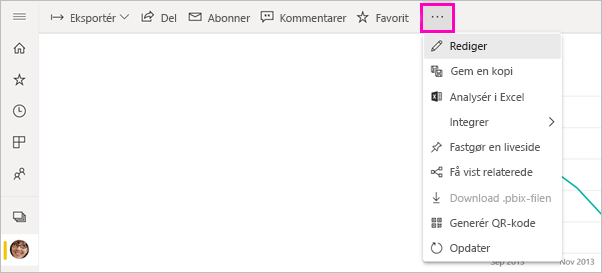 Eksportér Del Abonner Kommentarer Favorit ...
Rediger
Gem en kopi
Analysér i Excel
Integrer
Fastgør en liveside
Få vist relaterede
Download .pbix-filen
Generér QR-kode
Opdater
Sep 2013 Nov 2013